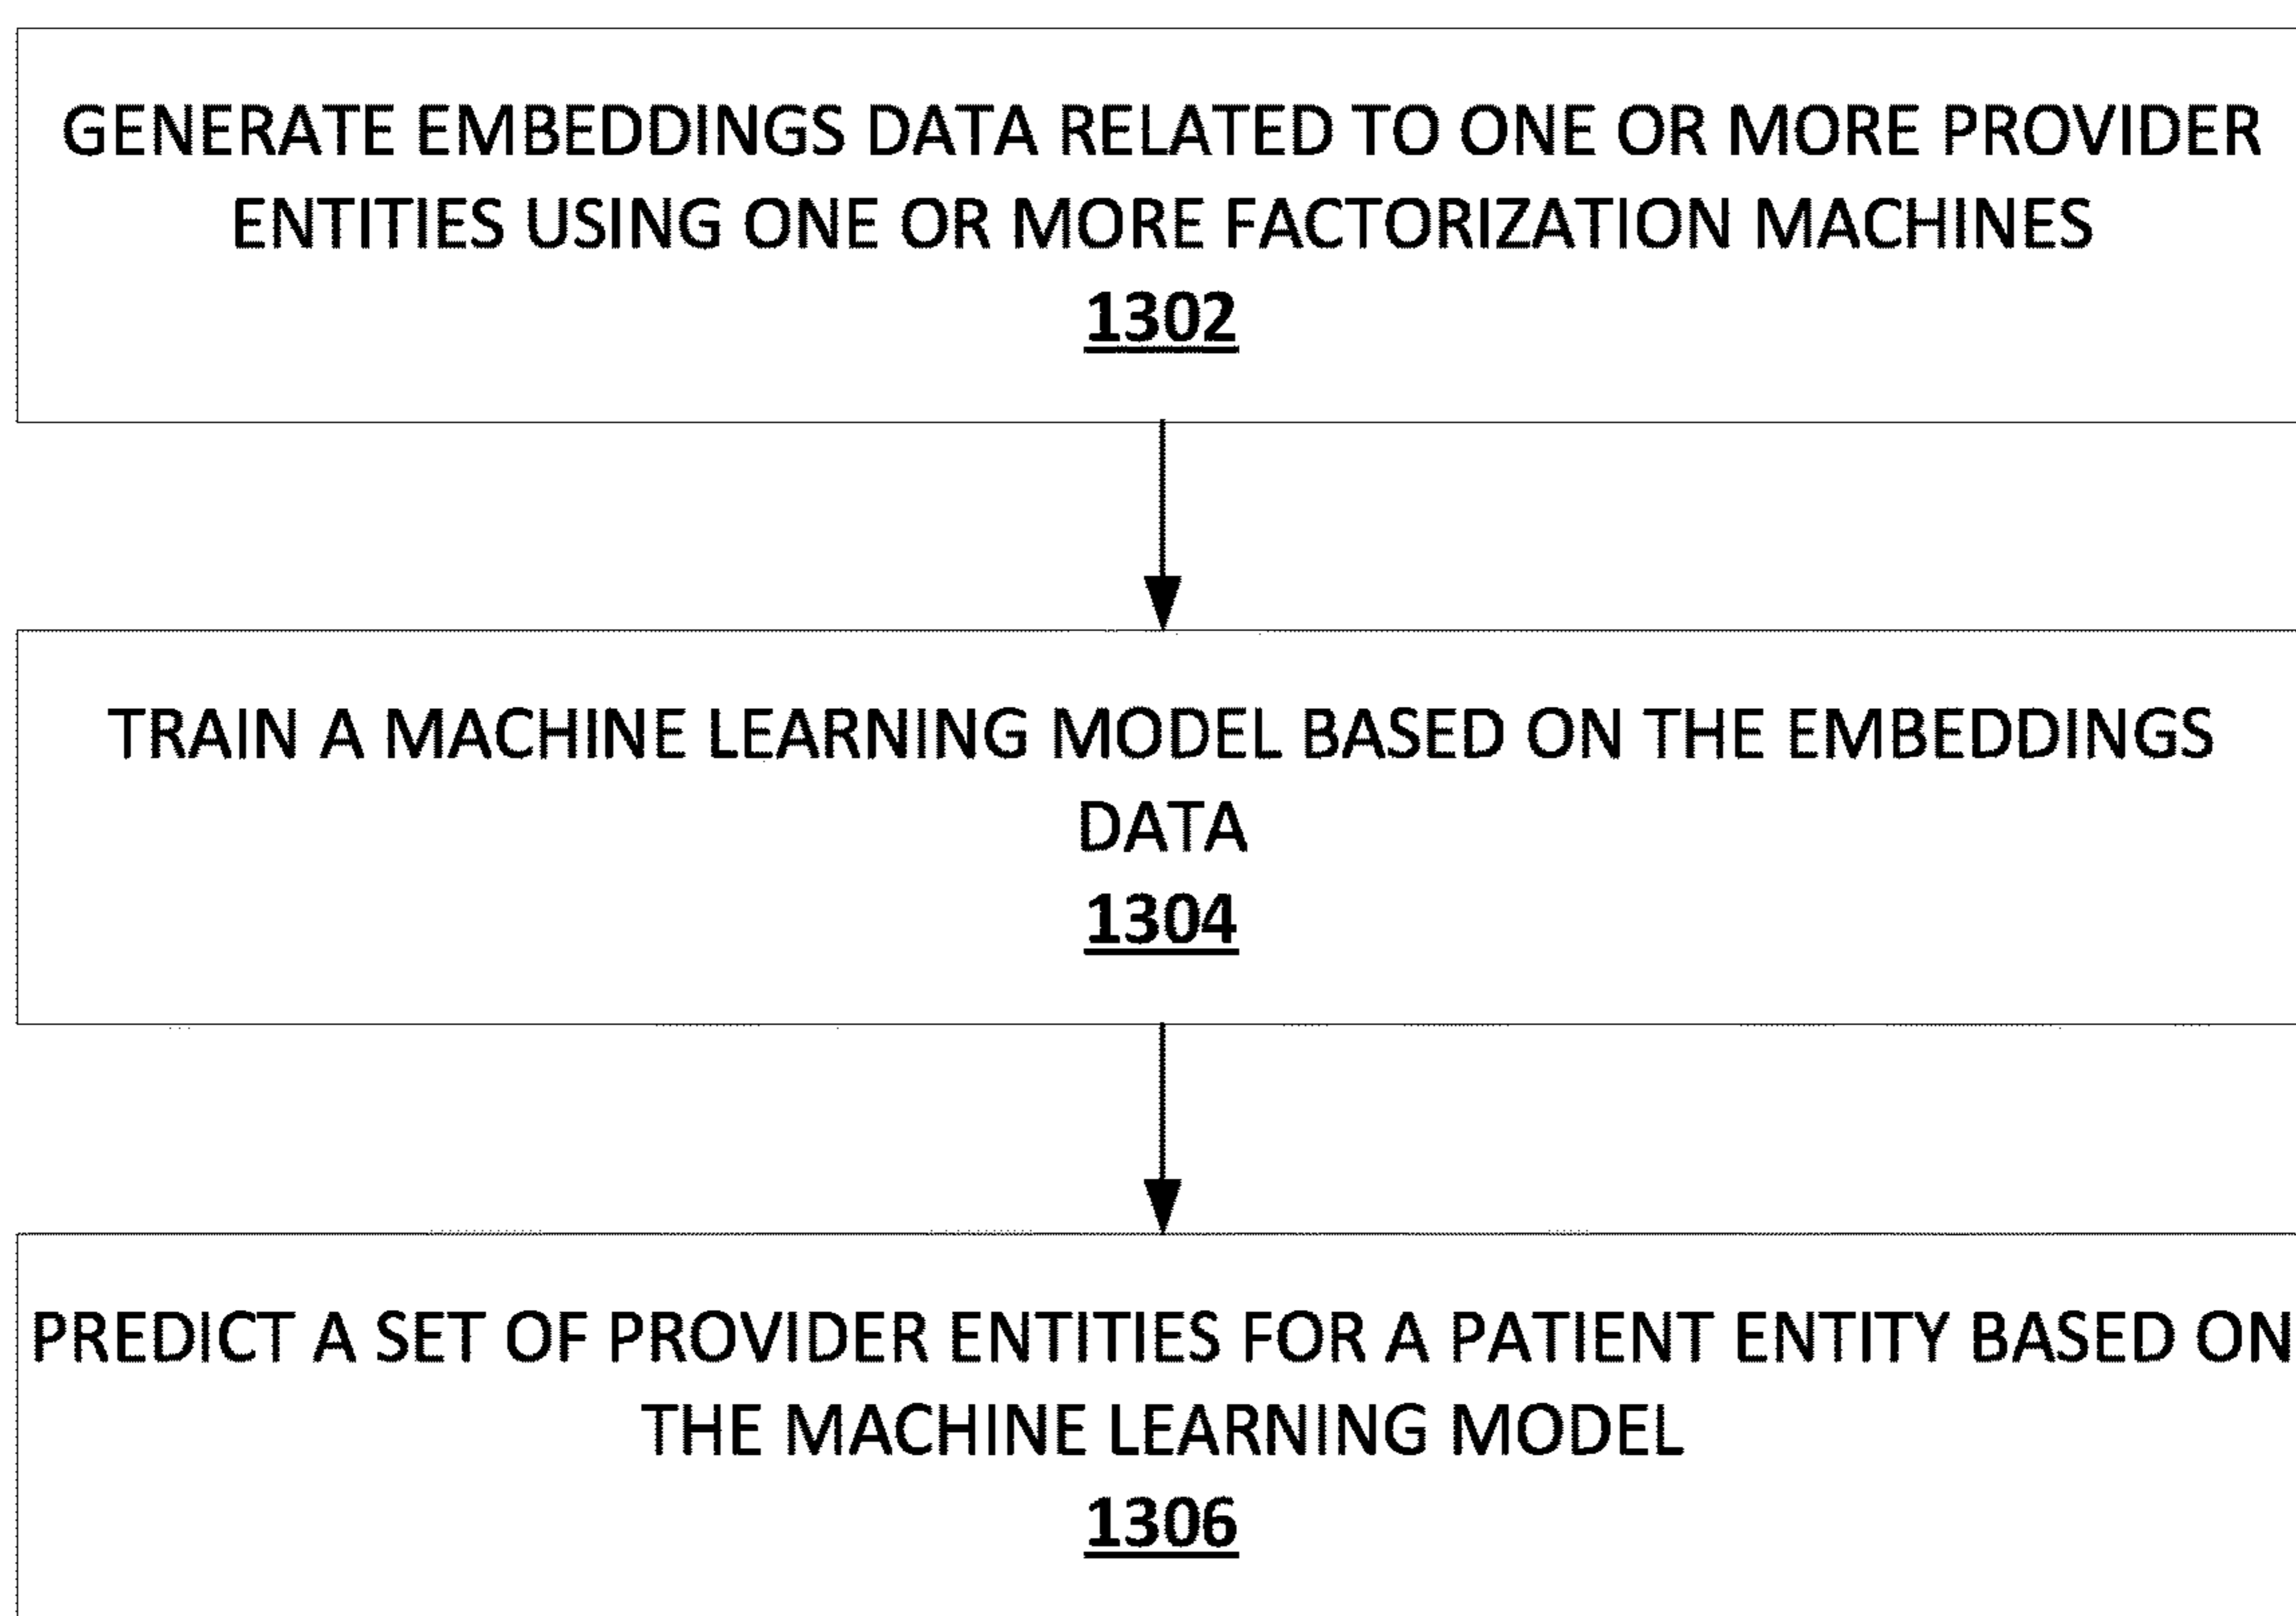 GENERATE EMBEDDINGS DATA RELATED TO ONE OR MORE PROVIDER
ENTITIES USING ONE OR MORE FACTORIZATION MACHINES
1302
TRAIN A MACHINE LEARNING MODEL BASED ON THE EMBEDDINGS
DATA
1304
PREDICT A SET OF PROVIDER ENTITIES FOR A PATIENT ENTITY BASED ON
THE MACHINE LEARNING MODEL
1306